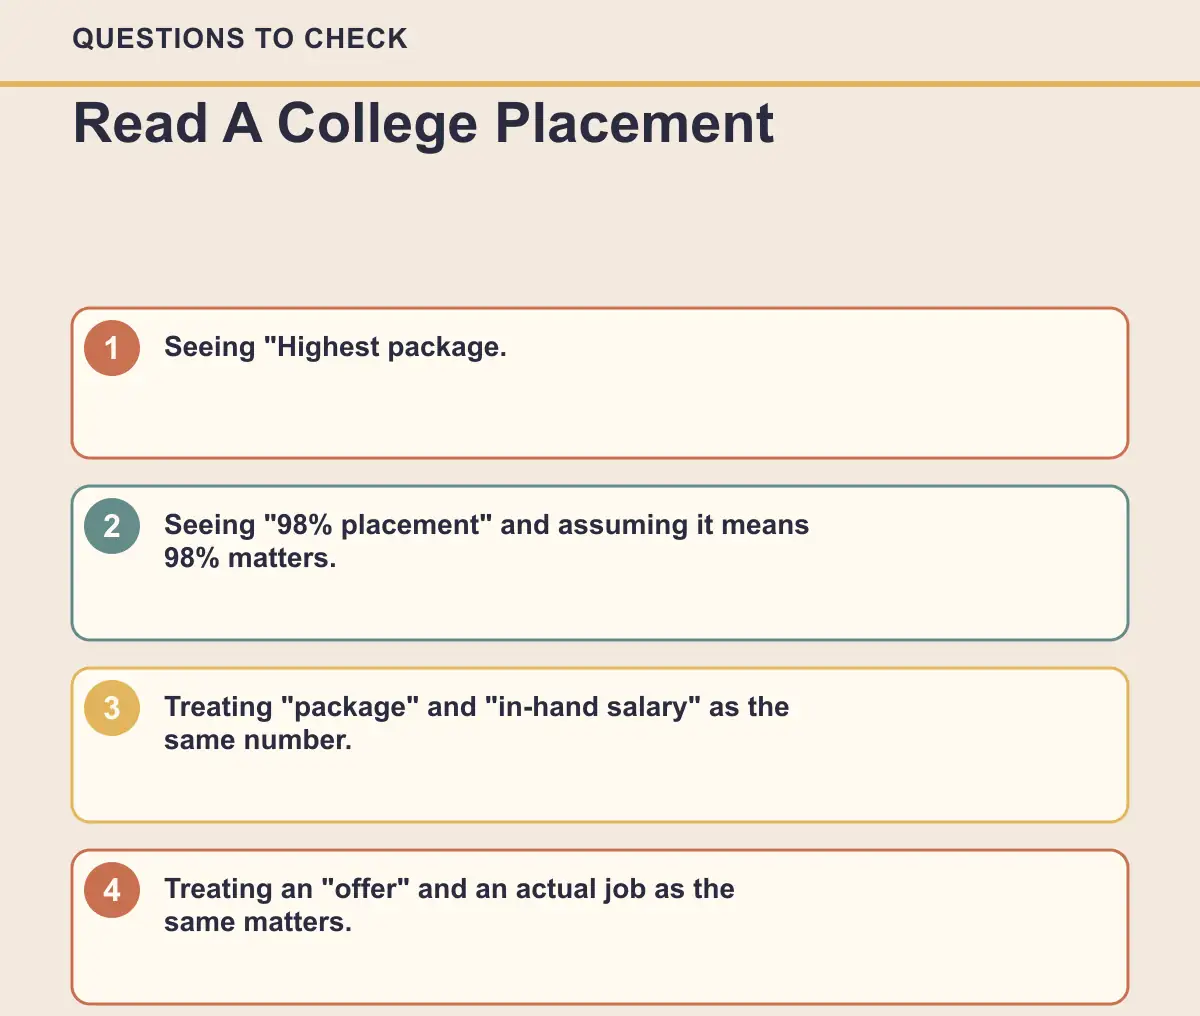 QUESTIONS TO CHECK
Read A College Placement
1
Seeing "Highest package.
2
Seeing "98% placement" and assuming it means
98% matters.
3
Treating "package" and "in-hand salary" as the
same number.
4
Treating an "offer" and an actual job as the
same matters.